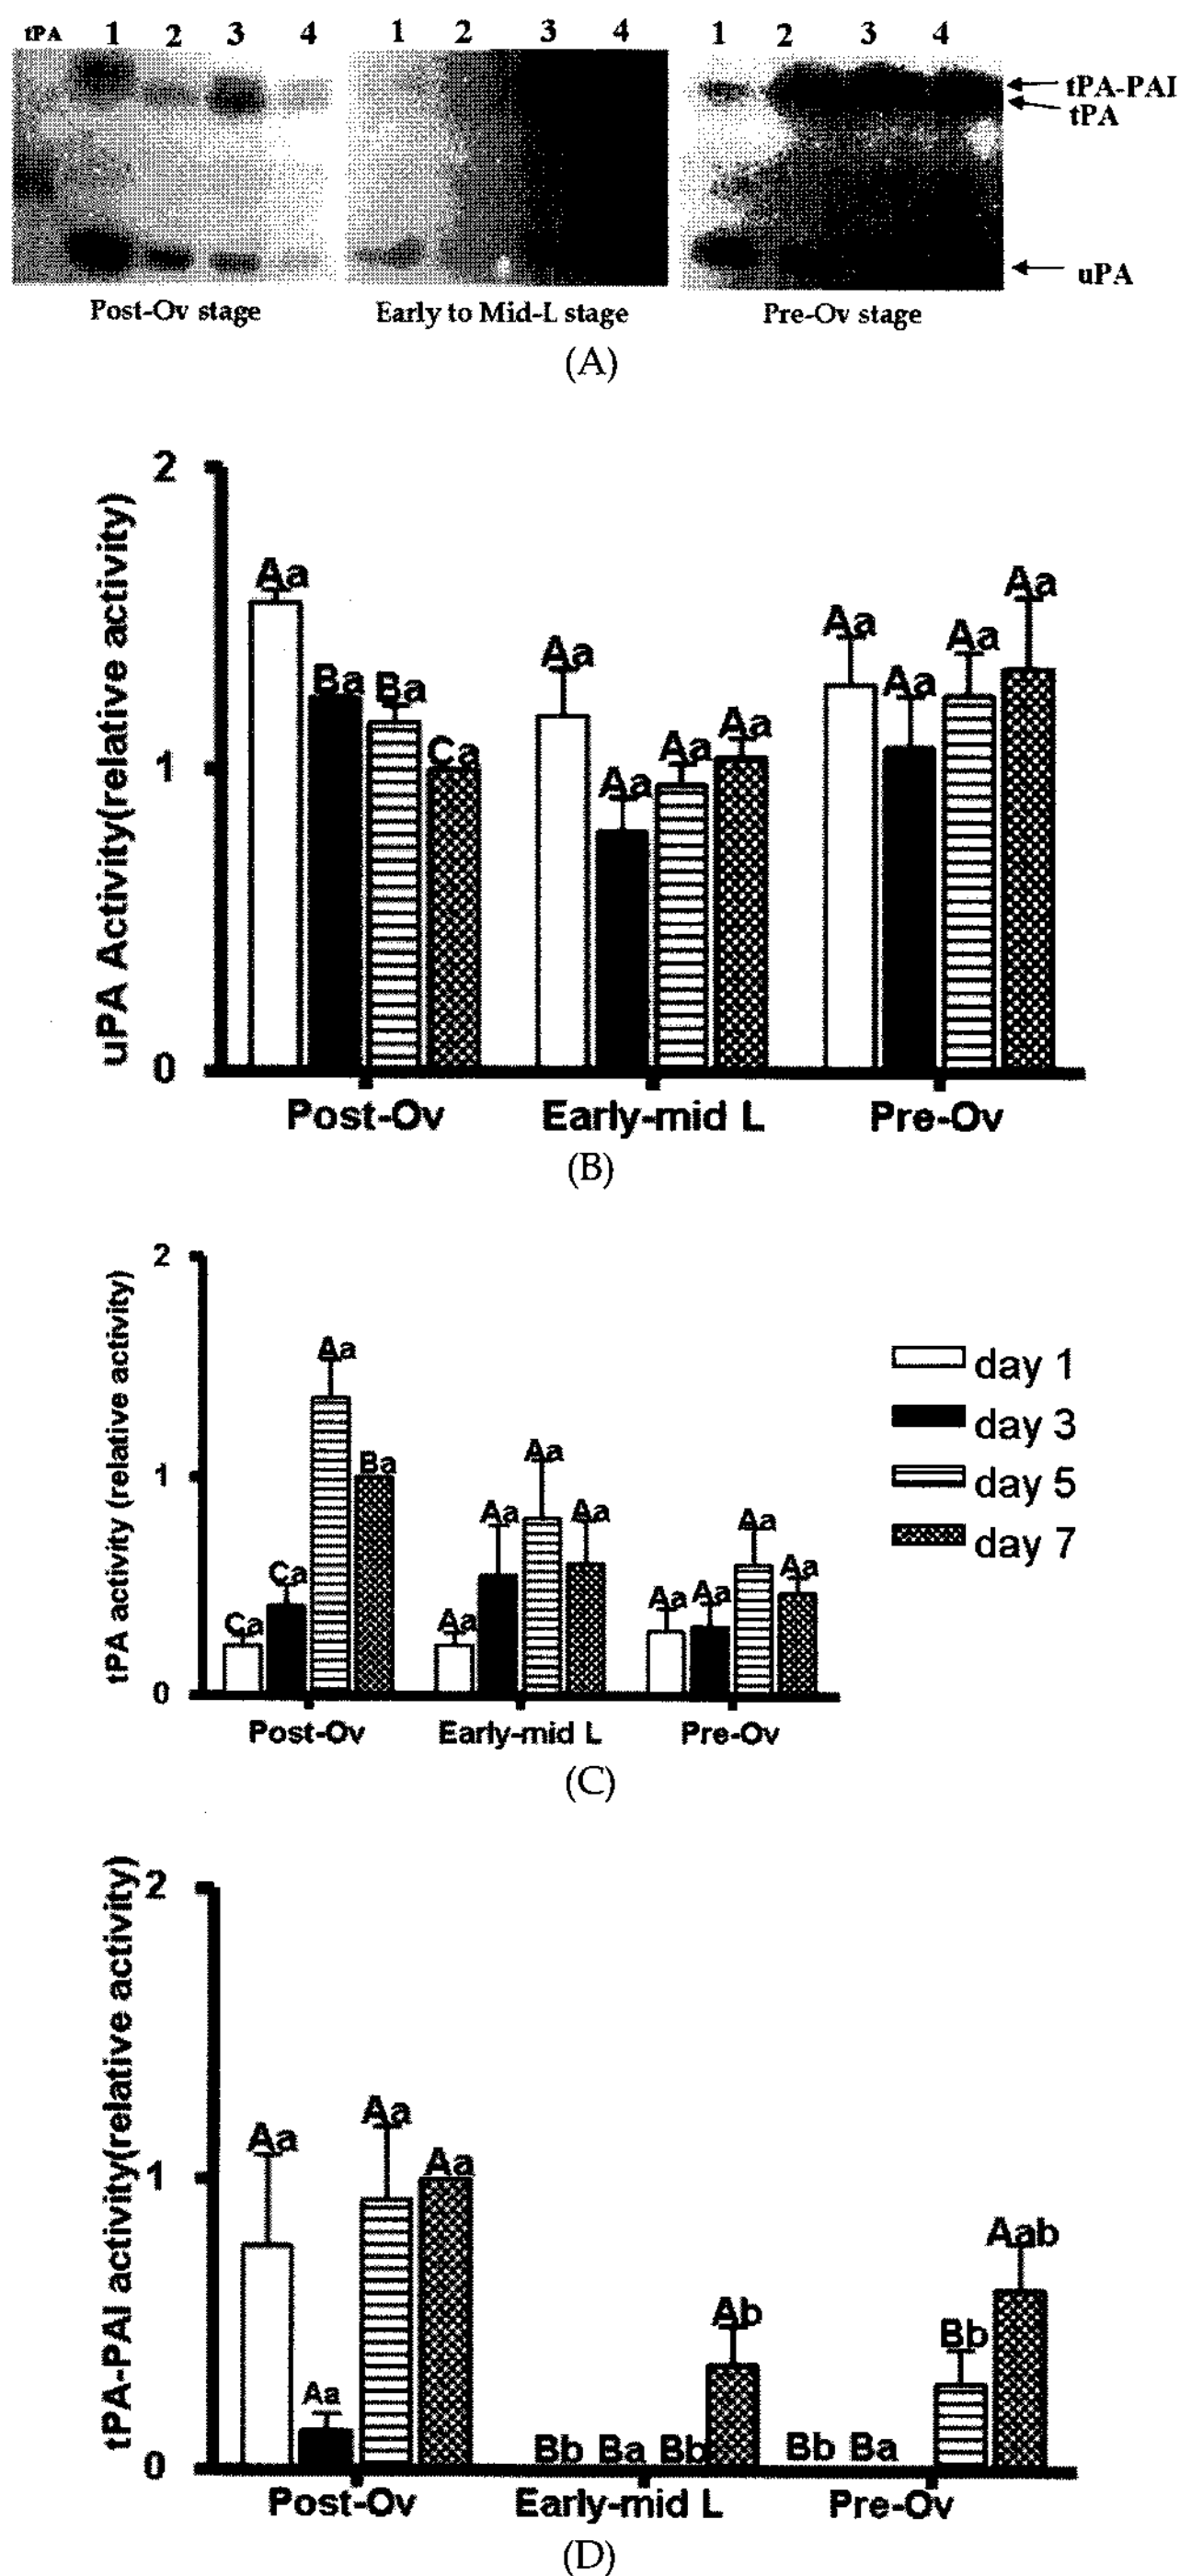 tPA 1 2 3 4 1 2 3 4 1 2 3 4
tPA-PAI
tPA
uPA
Post-Ov stage Early to Mid-L stage Pre-Ov stage
(A)
uPA Activity(relative activity)
2
1
0
Aa Ba Ba Ca Aa Aa Aa Aa Aa Aa Aa Aa
Post-Ov Early-mid L Pre-Ov
(B)
tPA activity (relative activity)
2
1
0
Ca Ca Aa Ba Aa Aa Aa Aa Aa Aa Aa Aa
Post-Ov Early-mid L Pre-Ov
day 1
day 3
day 5
day 7
(C)
tPA-PAI activity(relative activity)
2
1
0
Aa Aa Aa Aa Bb Ba Bb Ab Bb Ba Bb Aab
Post-Ov Early-mid L Pre-Ov
(D)